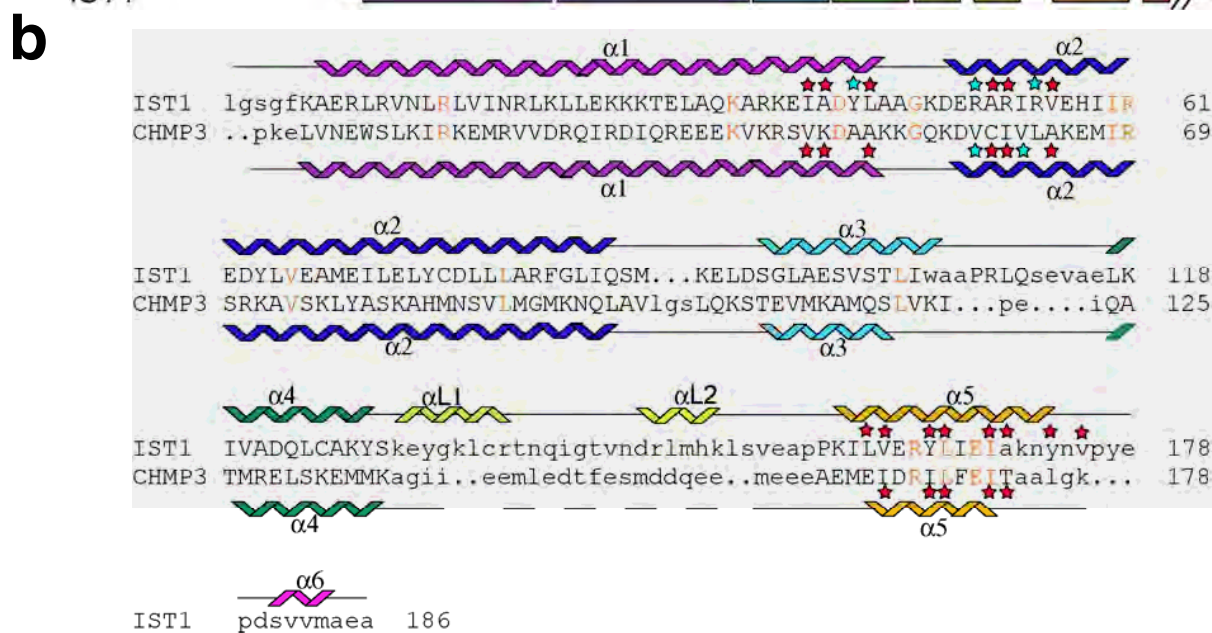 b
α1 α2
IST1 lgsgfKAERLRVNLRLVINRLKLLEKKKTELAQKARKEIADYLAAGKDERARIRVEHIIR 61
CHMP3 ..pkeLVNEWSLKIRKEMRVVDRQIRDIQREEEKVKRSVKDAAKKGQKDVCIVLAKEMIR 69
α1 α2
α2 α3
IST1 EDYLVEAMEILELYCDLLLARFGLIQSM...KELDSGLAESVSTLIwaaPRLQsevaeLK 118
CHMP3 SRKAVSKLYASKAHMNSVLMGMKNQLAVlgsLQKSTEVMKAMQSLVKI...pe....iQA 125
α2 α3
α4 αL1 αL2 α5
IST1 IVADQLCAKYSkeygklcrtnqigtvndrlmhklsveapPKILVERYLIEIaknynvpye 178
CHMP3 TMRELSKEMMKagii..eemledtfesmddqee..meeeAEMEIDRILFEITaalgk... 178
α4 α5
α6
IST1 pdsvvmaea 186